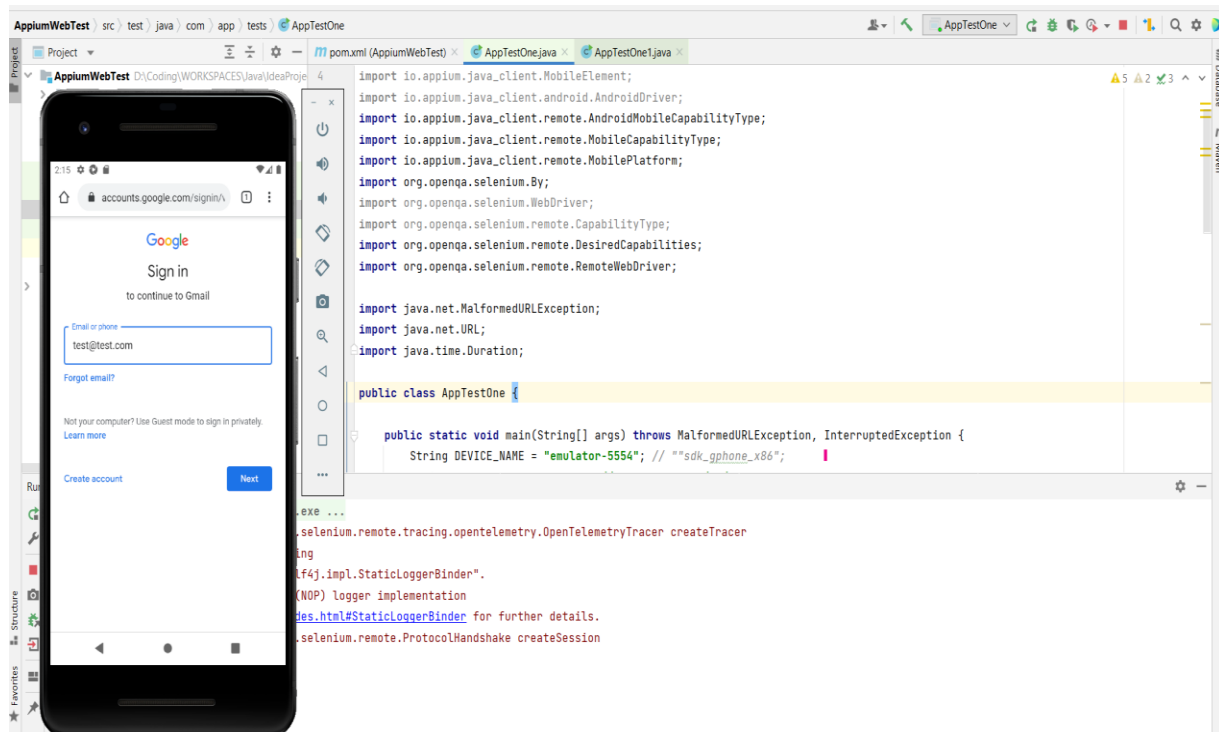 AppiumWebTest 〉 src 〉 test 〉 java 〉 com 〉 app 〉 tests 〉 AppTestOne
AppTestOne
Project
Project
pom.xml (AppiumWebTest)
AppTestOne.java
AppTestOne1.java
AppiumWebTest D:\Coding\WORKSPACES\Java\IdeaProje
4
import io.appium.java_client.MobileElement;
5 2 3
import io.appium.java_client.android.AndroidDriver;
import io.appium.java_client.remote.AndroidMobileCapabilityType;
import io.appium.java_client.remote.MobileCapabilityType;
import io.appium.java_client.remote.MobilePlatform;
import org.openqa.selenium.By;
import org.openqa.selenium.WebDriver;
import org.openqa.selenium.remote.CapabilityType;
import org.openqa.selenium.remote.DesiredCapabilities;
import org.openqa.selenium.remote.RemoteWebDriver;
import java.net.MalformedURLException;
import java.net.URL;
import java.time.Duration;
public class AppTestOne {
public static void main(String[] args) throws MalformedURLException, InterruptedException {
String DEVICE_NAME = "emulator-5554"; // ""sdk_gphone_x86";
2:15
accounts.google.com/signin/v
1
Google
Sign in
to continue to Gmail
Email or phone
test@test.com
Forgot email?
Not your computer? Use Guest mode to sign in privately.
Learn more
Create account
Next
.exe ...
.selenium.remote.tracing.opentelemetry.OpenTelemetryTracer createTracer
ing
lf4j.impl.StaticLoggerBinder".
(NOP) logger implementation
des.html#StaticLoggerBinder for further details.
.selenium.remote.ProtocolHandshake createSession
Structure
Favorites